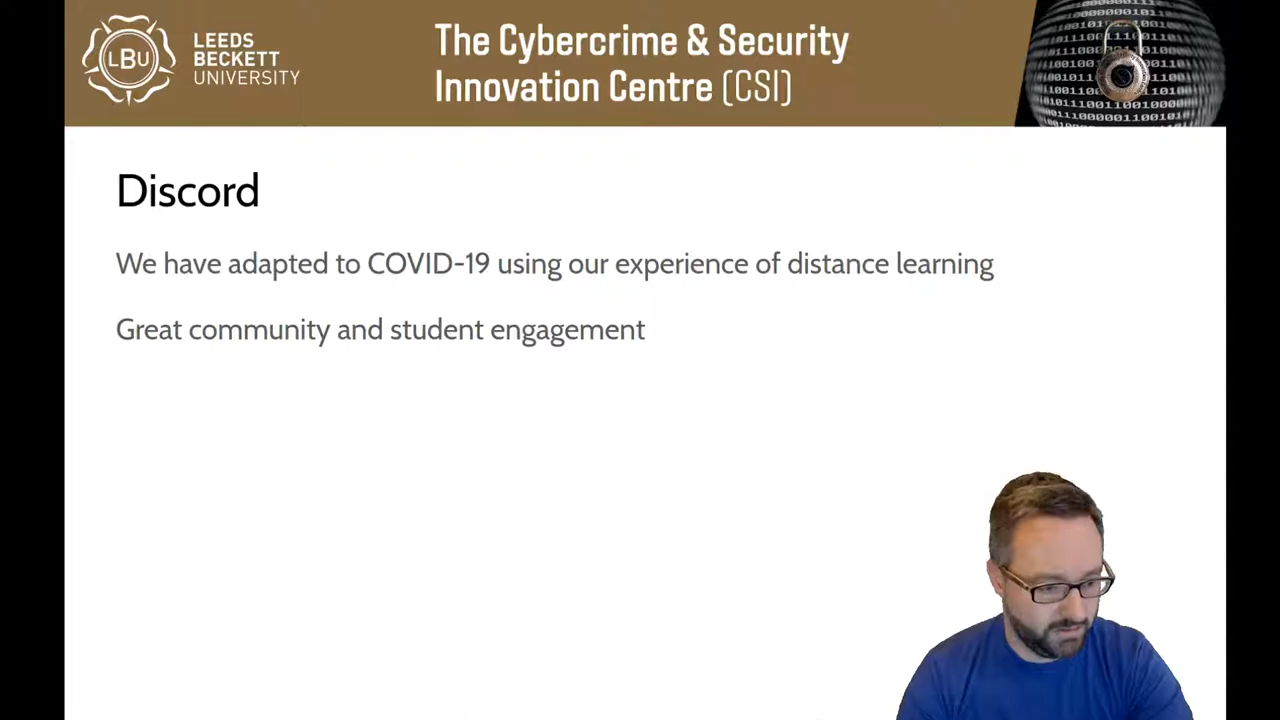 LBU
LEEDS
BECKETT
UNIVERSITY
The Cybercrime & Security
Innovation Centre (CSI)
Discord
We have adapted to COVID-19 using our experience of distance learning
Great community and student engagement